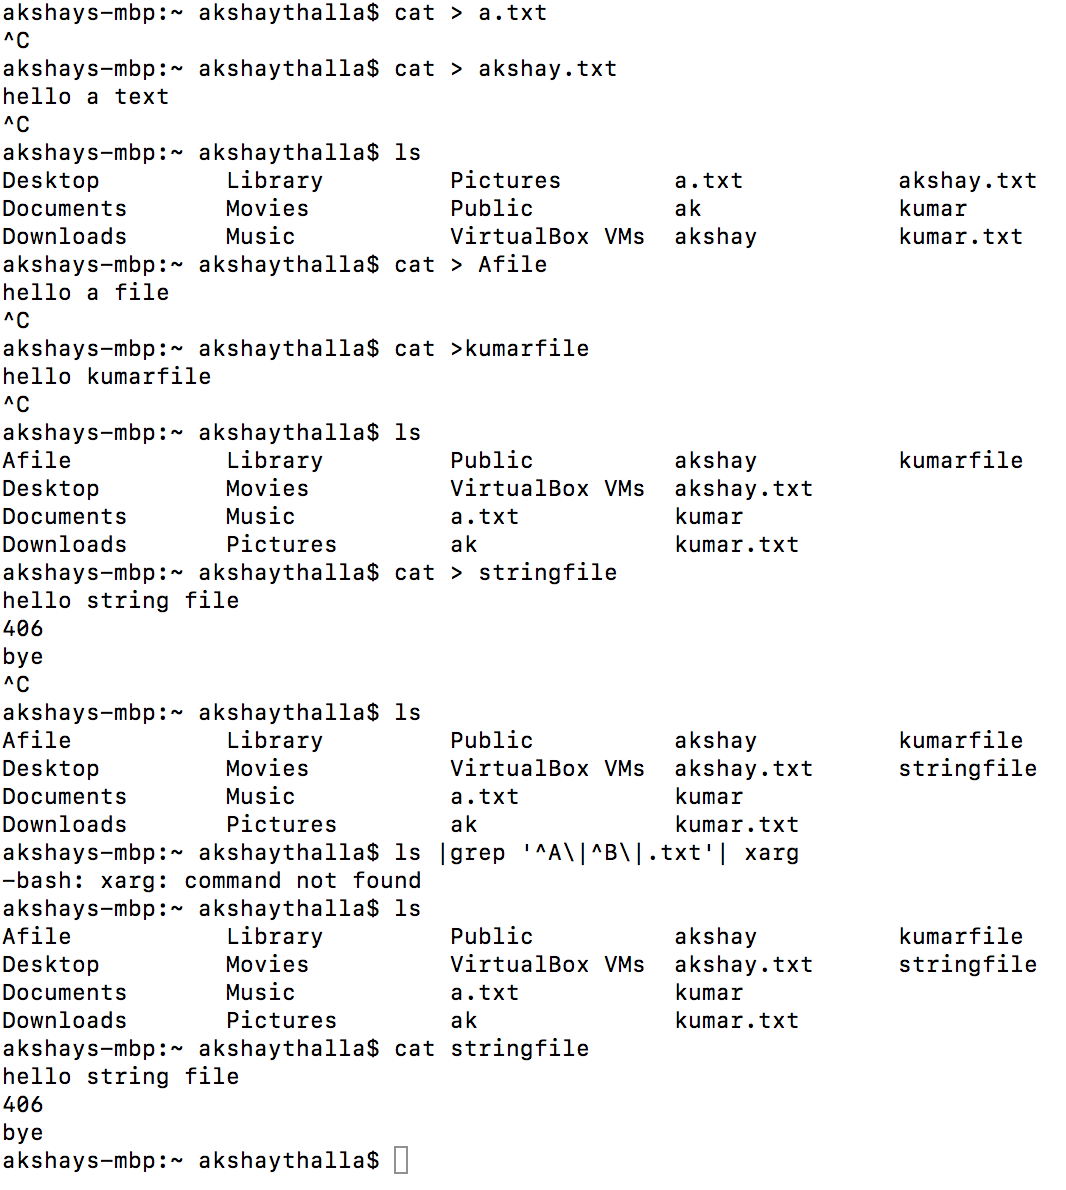 akshays-mbp:~ akshaythalla$ cat > a.txt
^C
akshays-mbp:~ akshaythalla$ cat > akshay.txt
hello a text
^C
akshays-mbp:~ akshaythalla$ ls
Desktop         Library         Pictures        a.txt           akshay.txt
Documents       Movies          Public          ak              kumar
Downloads       Music           VirtualBox VMs  akshay          kumar.txt
akshays-mbp:~ akshaythalla$ cat > Afile
hello a file
^C
akshays-mbp:~ akshaythalla$ cat >kumarfile
hello kumarfile
^C
akshays-mbp:~ akshaythalla$ ls
Afile           Library         Public          akshay          kumarfile
Desktop         Movies          VirtualBox VMs  akshay.txt
Documents       Music           a.txt           kumar
Downloads       Pictures        ak              kumar.txt
akshays-mbp:~ akshaythalla$ cat > stringfile
hello string file
406
bye
^C
akshays-mbp:~ akshaythalla$ ls
Afile           Library         Public          akshay          kumarfile
Desktop         Movies          VirtualBox VMs  akshay.txt      stringfile
Documents       Music           a.txt           kumar
Downloads       Pictures        ak              kumar.txt
akshays-mbp:~ akshaythalla$ ls |grep '^A\|^B\|.txt'| xarg
-bash: xarg: command not found
akshays-mbp:~ akshaythalla$ ls
Afile           Library         Public          akshay          kumarfile
Desktop         Movies          VirtualBox VMs  akshay.txt      stringfile
Documents       Music           a.txt           kumar
Downloads       Pictures        ak              kumar.txt
akshays-mbp:~ akshaythalla$ cat stringfile
hello string file
406
bye
akshays-mbp:~ akshaythalla$